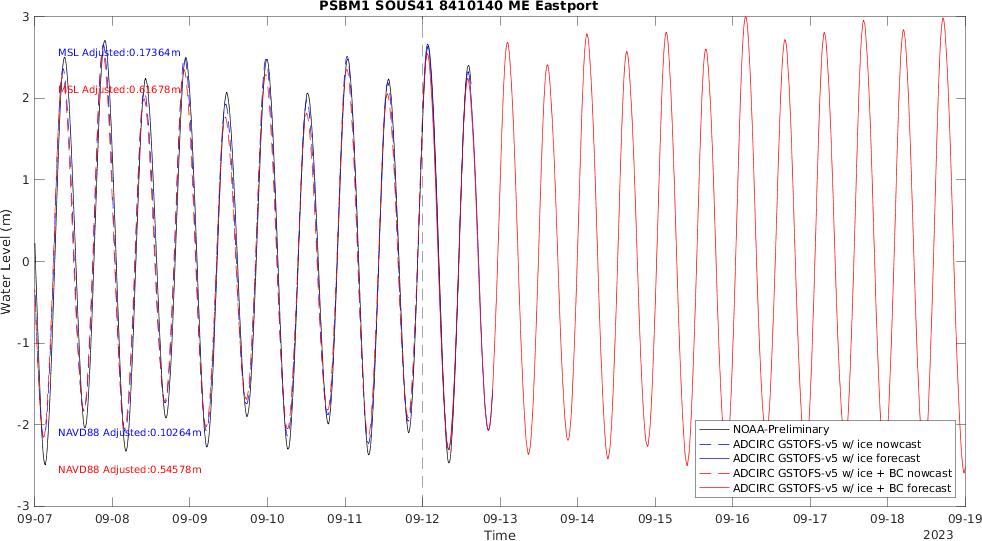 PSBM1 SOUS41 8410140 ME Eastport
3
2
1
0
-1
-2
-3
Water Level (m)
MSL Adjusted:0.17364m
MSL Adjusted:0.61678m
NAVD88 Adjusted:0.10264m
NAVD88 Adjusted:0.54578m
NOAA-Preliminary
ADCIRC GSTOFS-v5 w/ ice nowcast
ADCIRC GSTOFS-v5 w/ ice forecast
ADCIRC GSTOFS-v5 w/ ice + BC nowcast
ADCIRC GSTOFS-v5 w/ ice + BC forecast
09-07 09-08 09-09 09-10 09-11 09-12 09-13 09-14 09-15 09-16 09-17 09-18 09-19
Time
2023